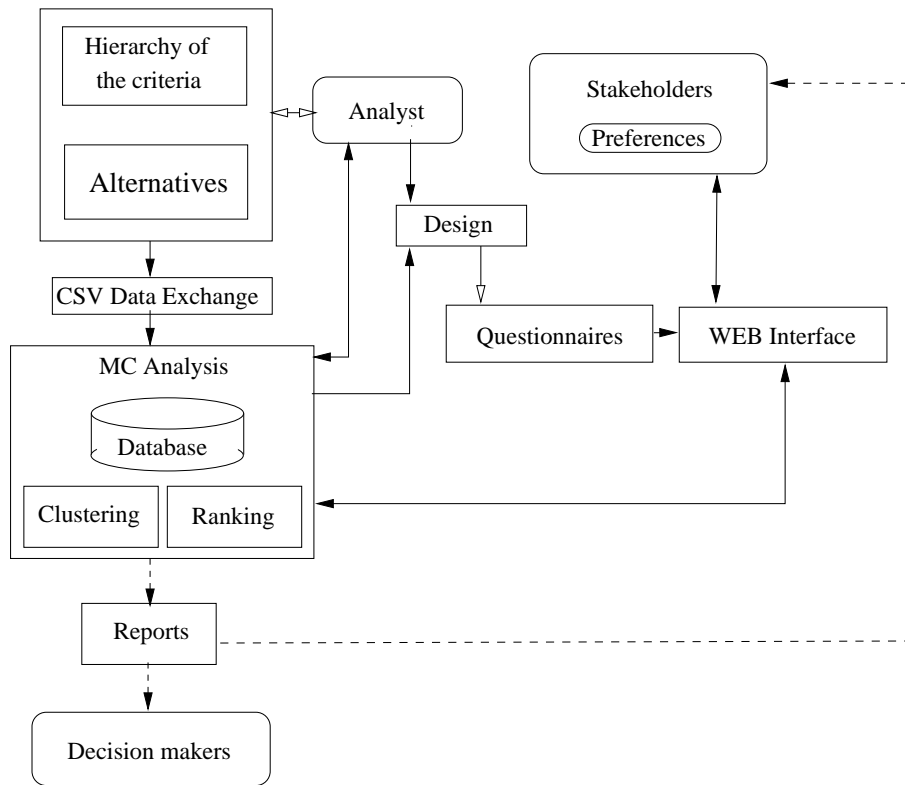 Hierarchy of
the criteria
Alternatives
Analyst
Stakeholders
Preferences
Design
CSV Data Exchange
Questionnaires
WEB Interface
MC Analysis
Database
Clustering
Ranking
Reports
Decision makers